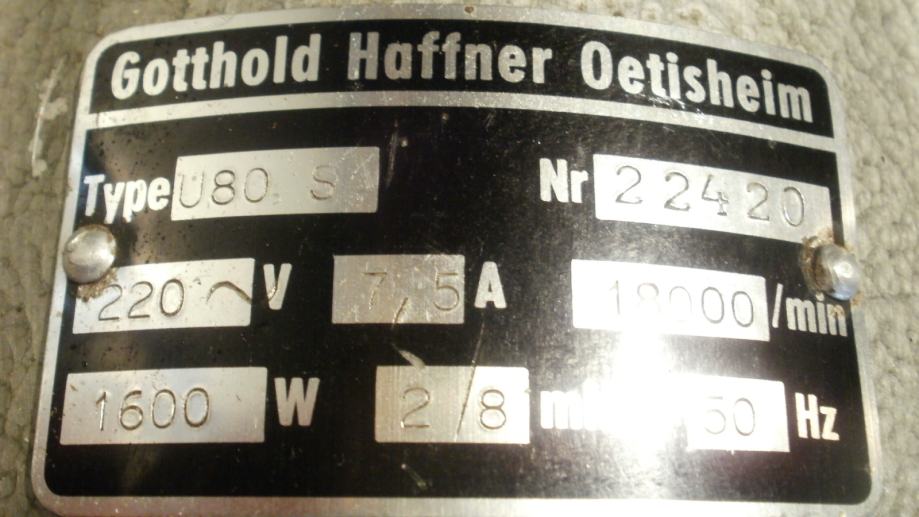 Gotthold Haffner Oetisheim
Type U80 S Nr 22420
220 ~ V 7,5 A 18000 /min
1600 W 2/8 50 Hz